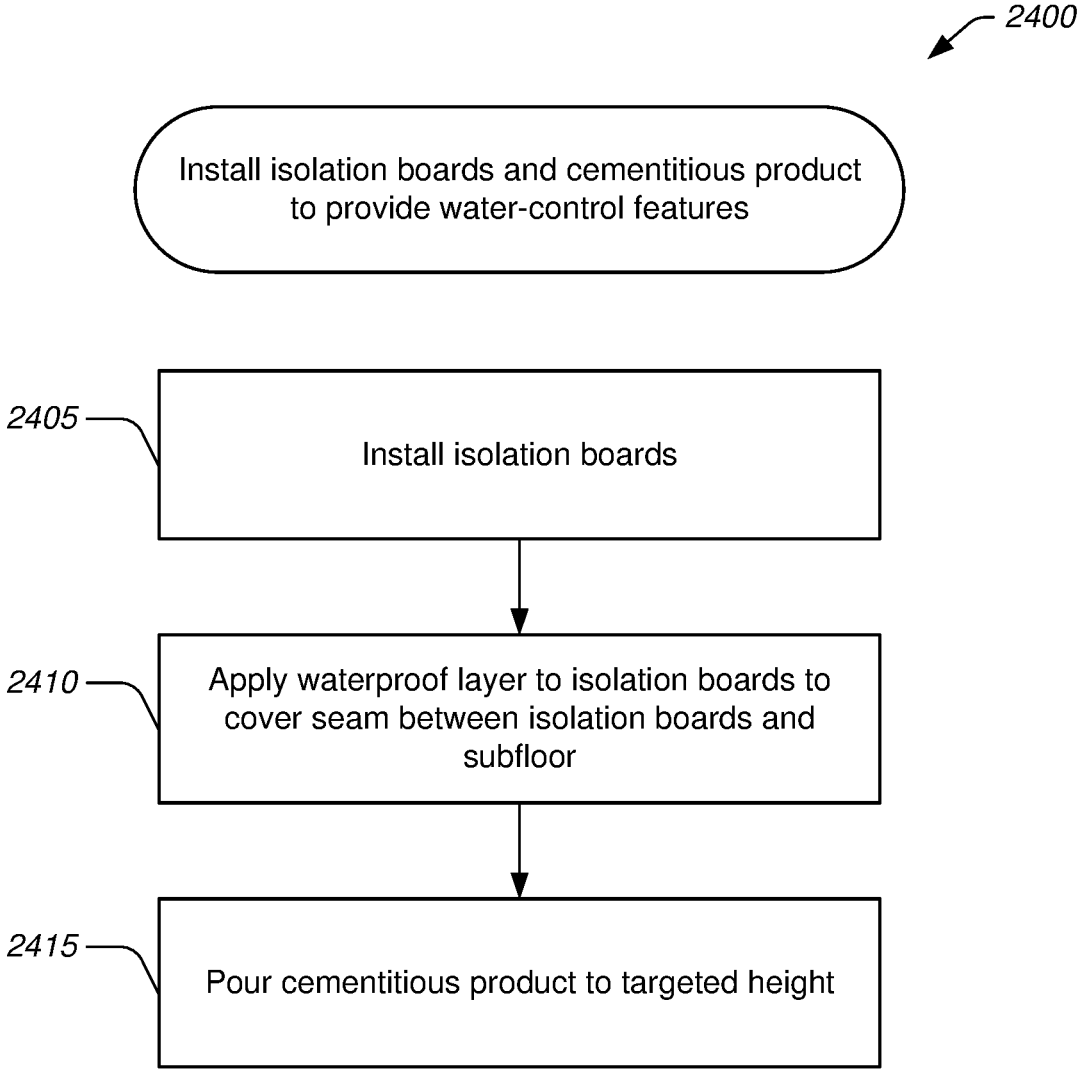 2400
Install isolation boards and cementitious product
to provide water-control features
2405
Install isolation boards
2410
Apply waterproof layer to isolation boards to
cover seam between isolation boards and
subfloor
2415
Pour cementitious product to targeted height